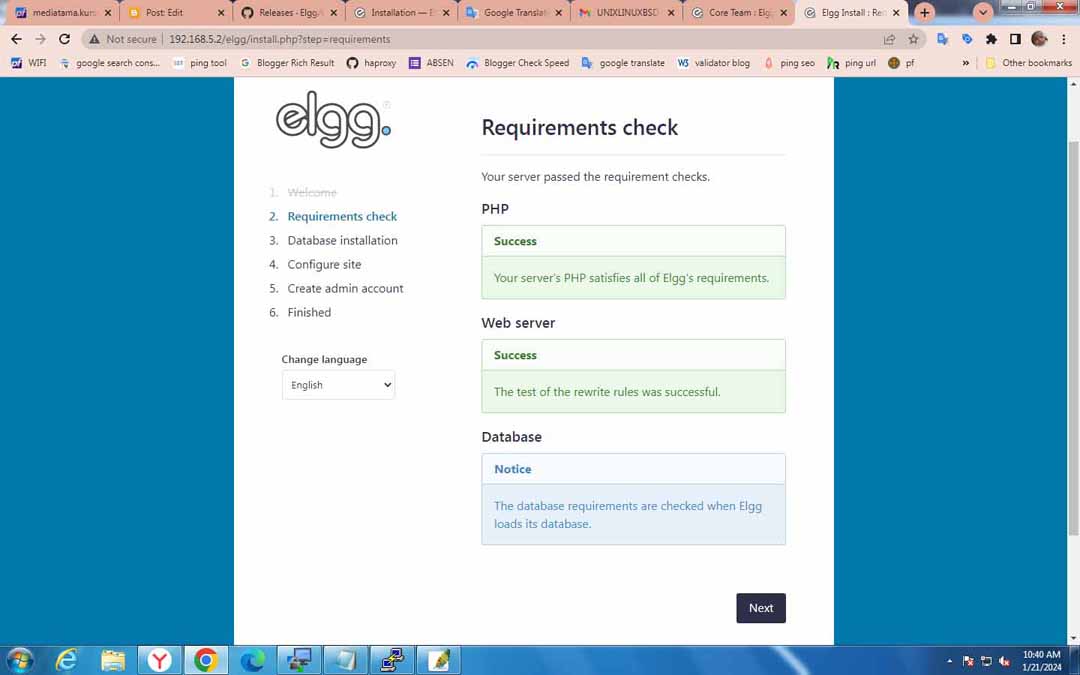 mediatama.kurs
Post: Edit
Releases · Elgg/
Installation — E
Google Translat
UNIXLINUXBSD
Core Team : Elg
Elgg Install : Re
Not secure
192.168.5.2/elgg/install.php?step=requirements
WIFI
google search cons...
ping tool
Blogger Rich Result
haproxy
ABSEN
Blogger Check Speed
google translate
validator blog
ping seo
ping url
pf
»
Other bookmarks
elgg.
Requirements check
Your server passed the requirement checks.
1. Welcome
2. Requirements check
3. Database installation
4. Configure site
5. Create admin account
6. Finished
Change language
English
PHP
Success
Your server's PHP satisfies all of Elgg's requirements.
Web server
Success
The test of the rewrite rules was successful.
Database
Notice
The database requirements are checked when Elgg
loads its database.
Next
10:40 AM
1/21/2024